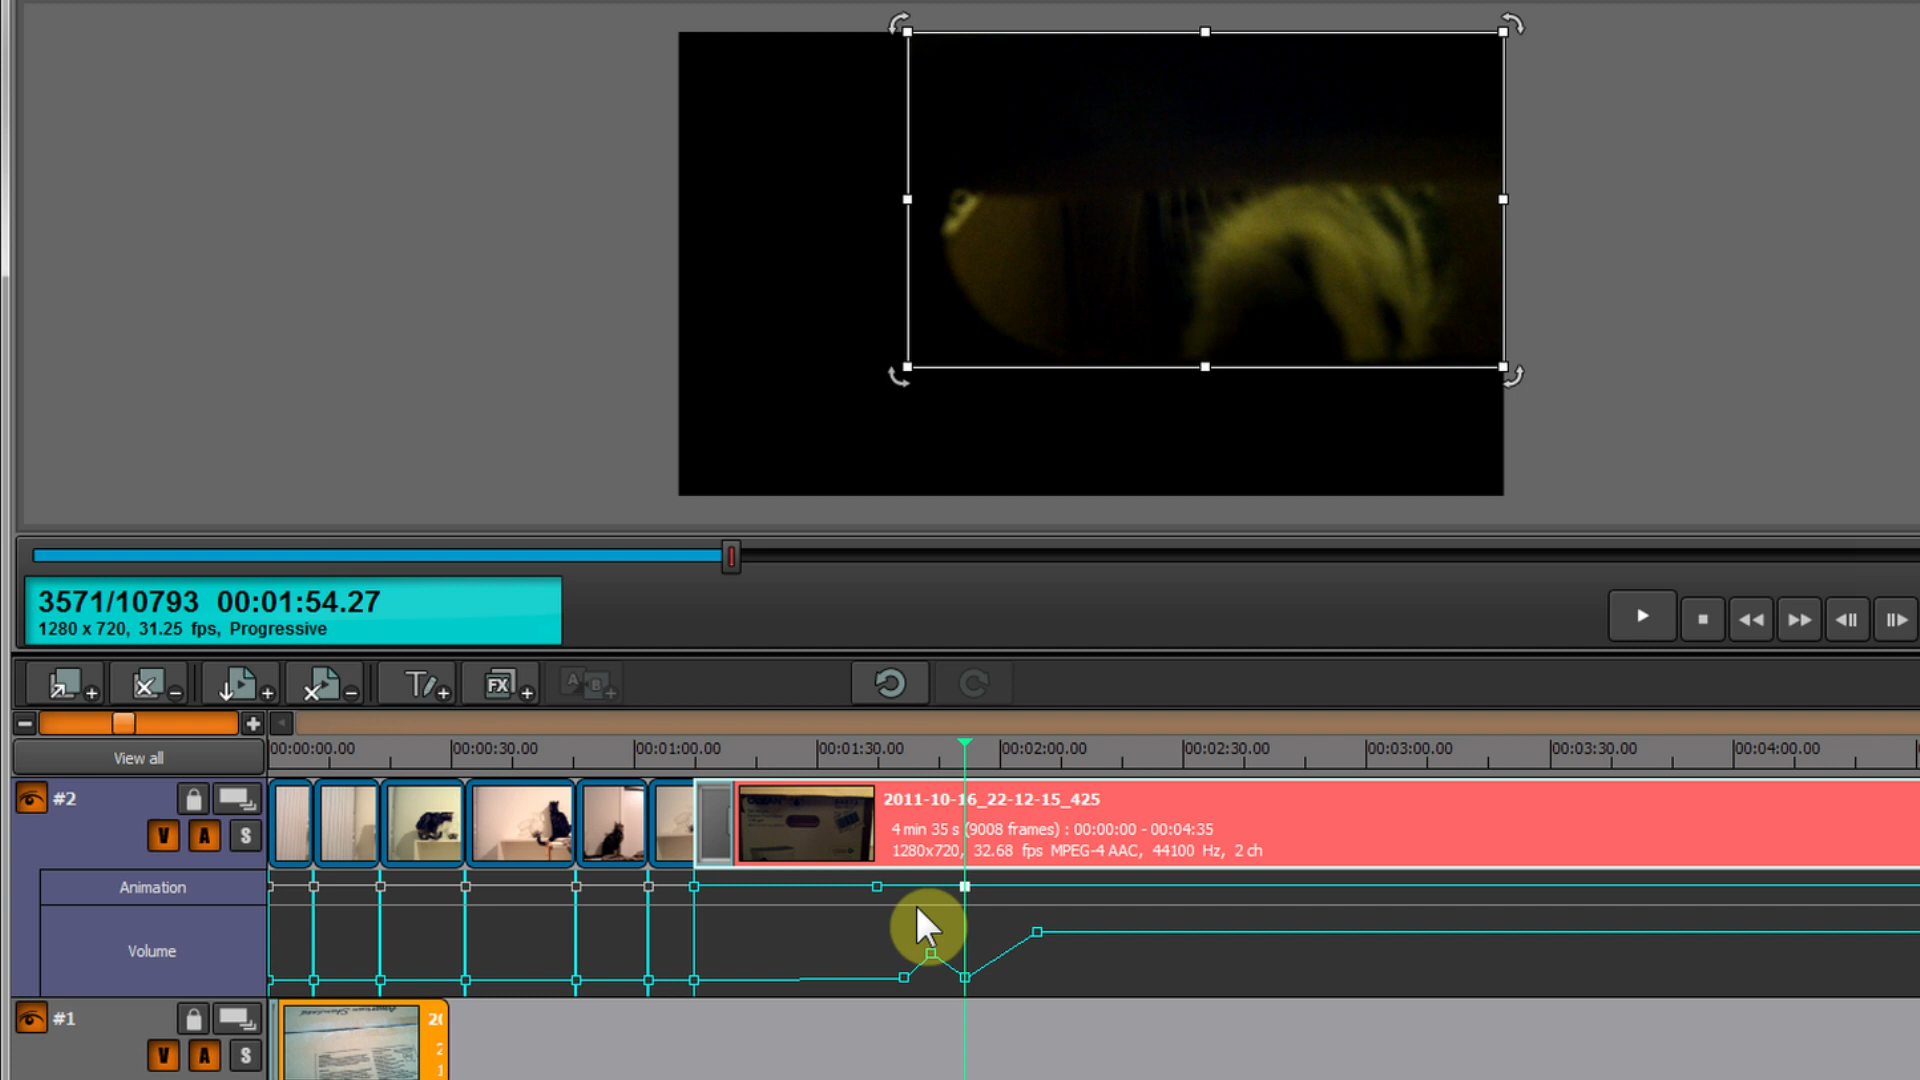 3571/10793 00:01:54.27
1280 x 720, 31.25 fps, Progressive
T
FX
A B
View all
00:00:00.00 00:00:30.00 00:01:00.00 00:01:30.00 00:02:00.00 00:02:30.00 00:03:00.00 00:03:30.00 00:04:00.00
#2
V A S
2011-10-16_22-12-15_425
4 min 35 s (9008 frames) : 00:00:00 - 00:04:35
1280x720, 32.68 fps MPEG-4 AAC, 44100 Hz, 2 ch
Animation
Volume
#1
V A S